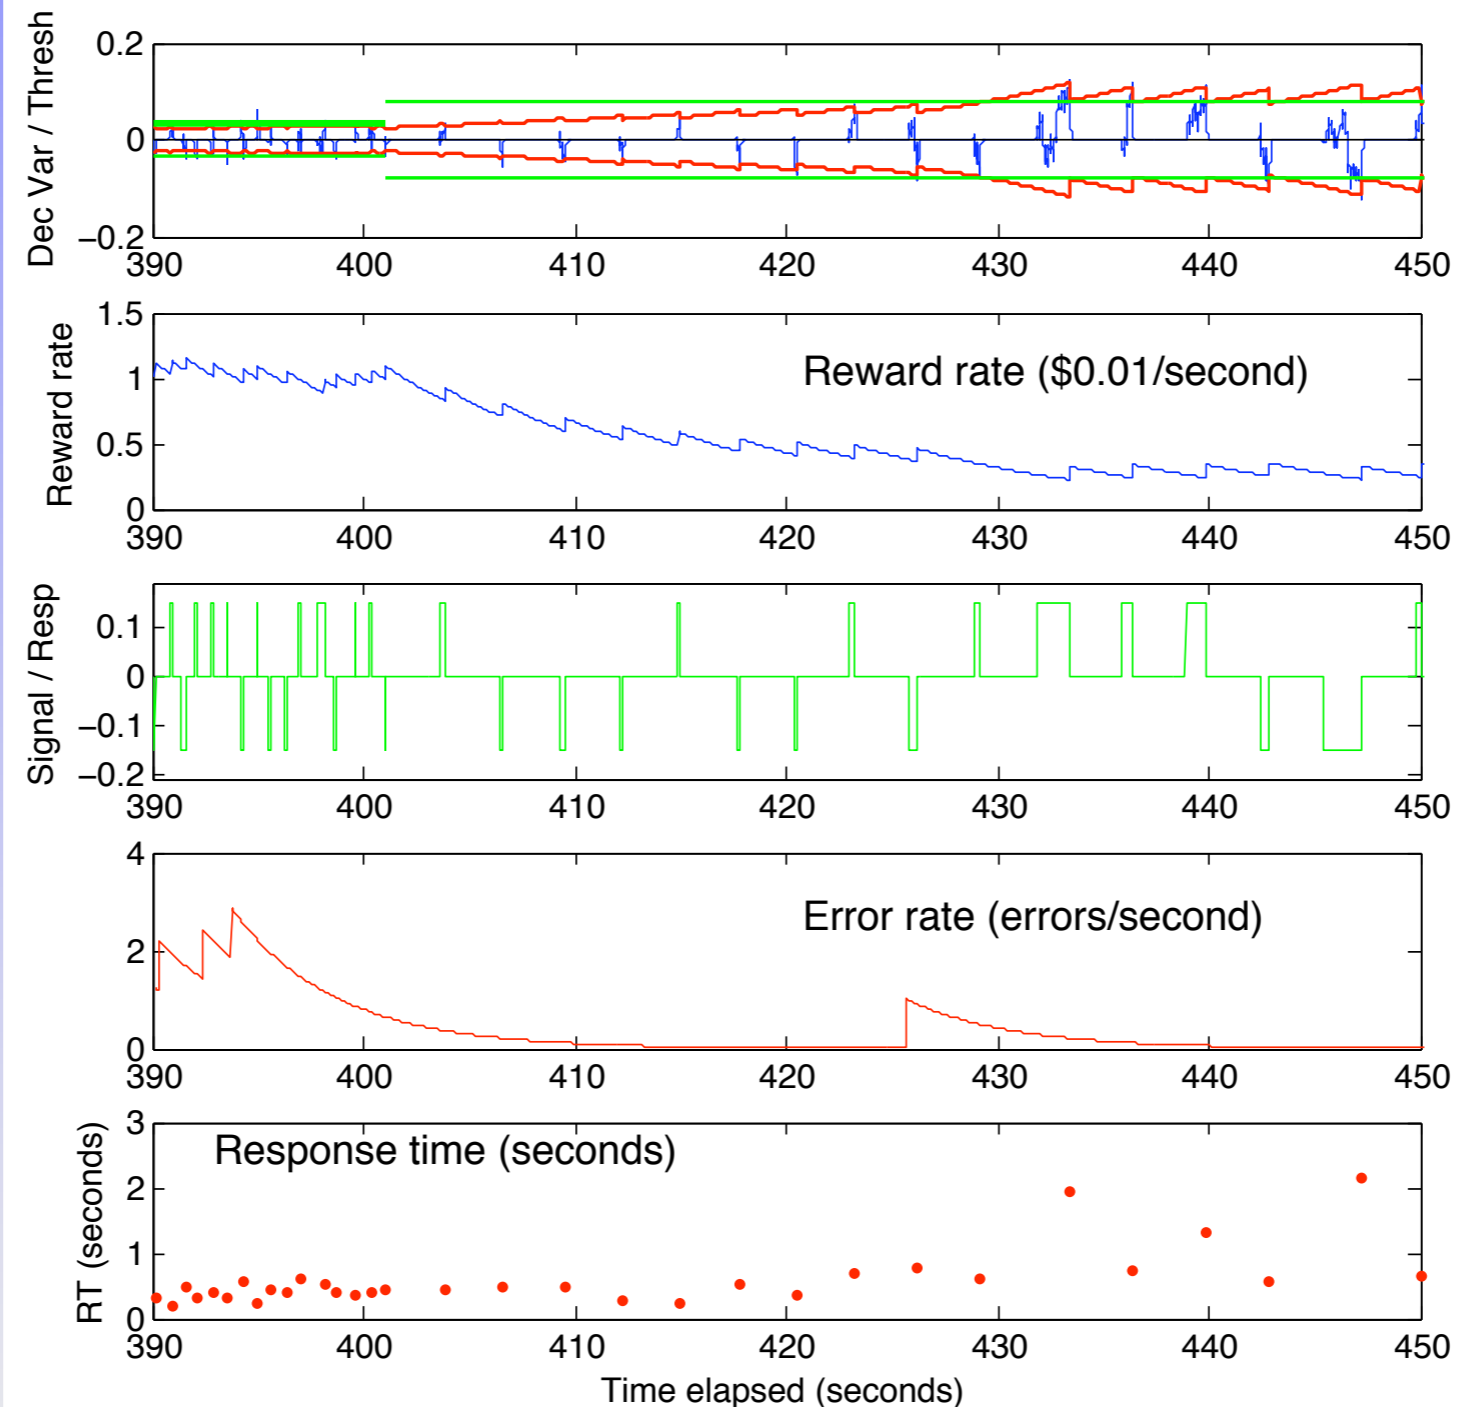 Dec Var / Thresh
0.2
0
−0.2
390 400 410 420 430 440 450
Reward rate
1.5
1
0.5
0
Reward rate ($0.01/second)
390 400 410 420 430 440 450
Signal / Resp
0.1
0
−0.1
−0.2
390 400 410 420 430 440 450
4
2
0
Error rate (errors/second)
390 400 410 420 430 440 450
RT (seconds)
3
2
1
0
Response time (seconds)
390 400 410 420 430 440 450
Time elapsed (seconds)